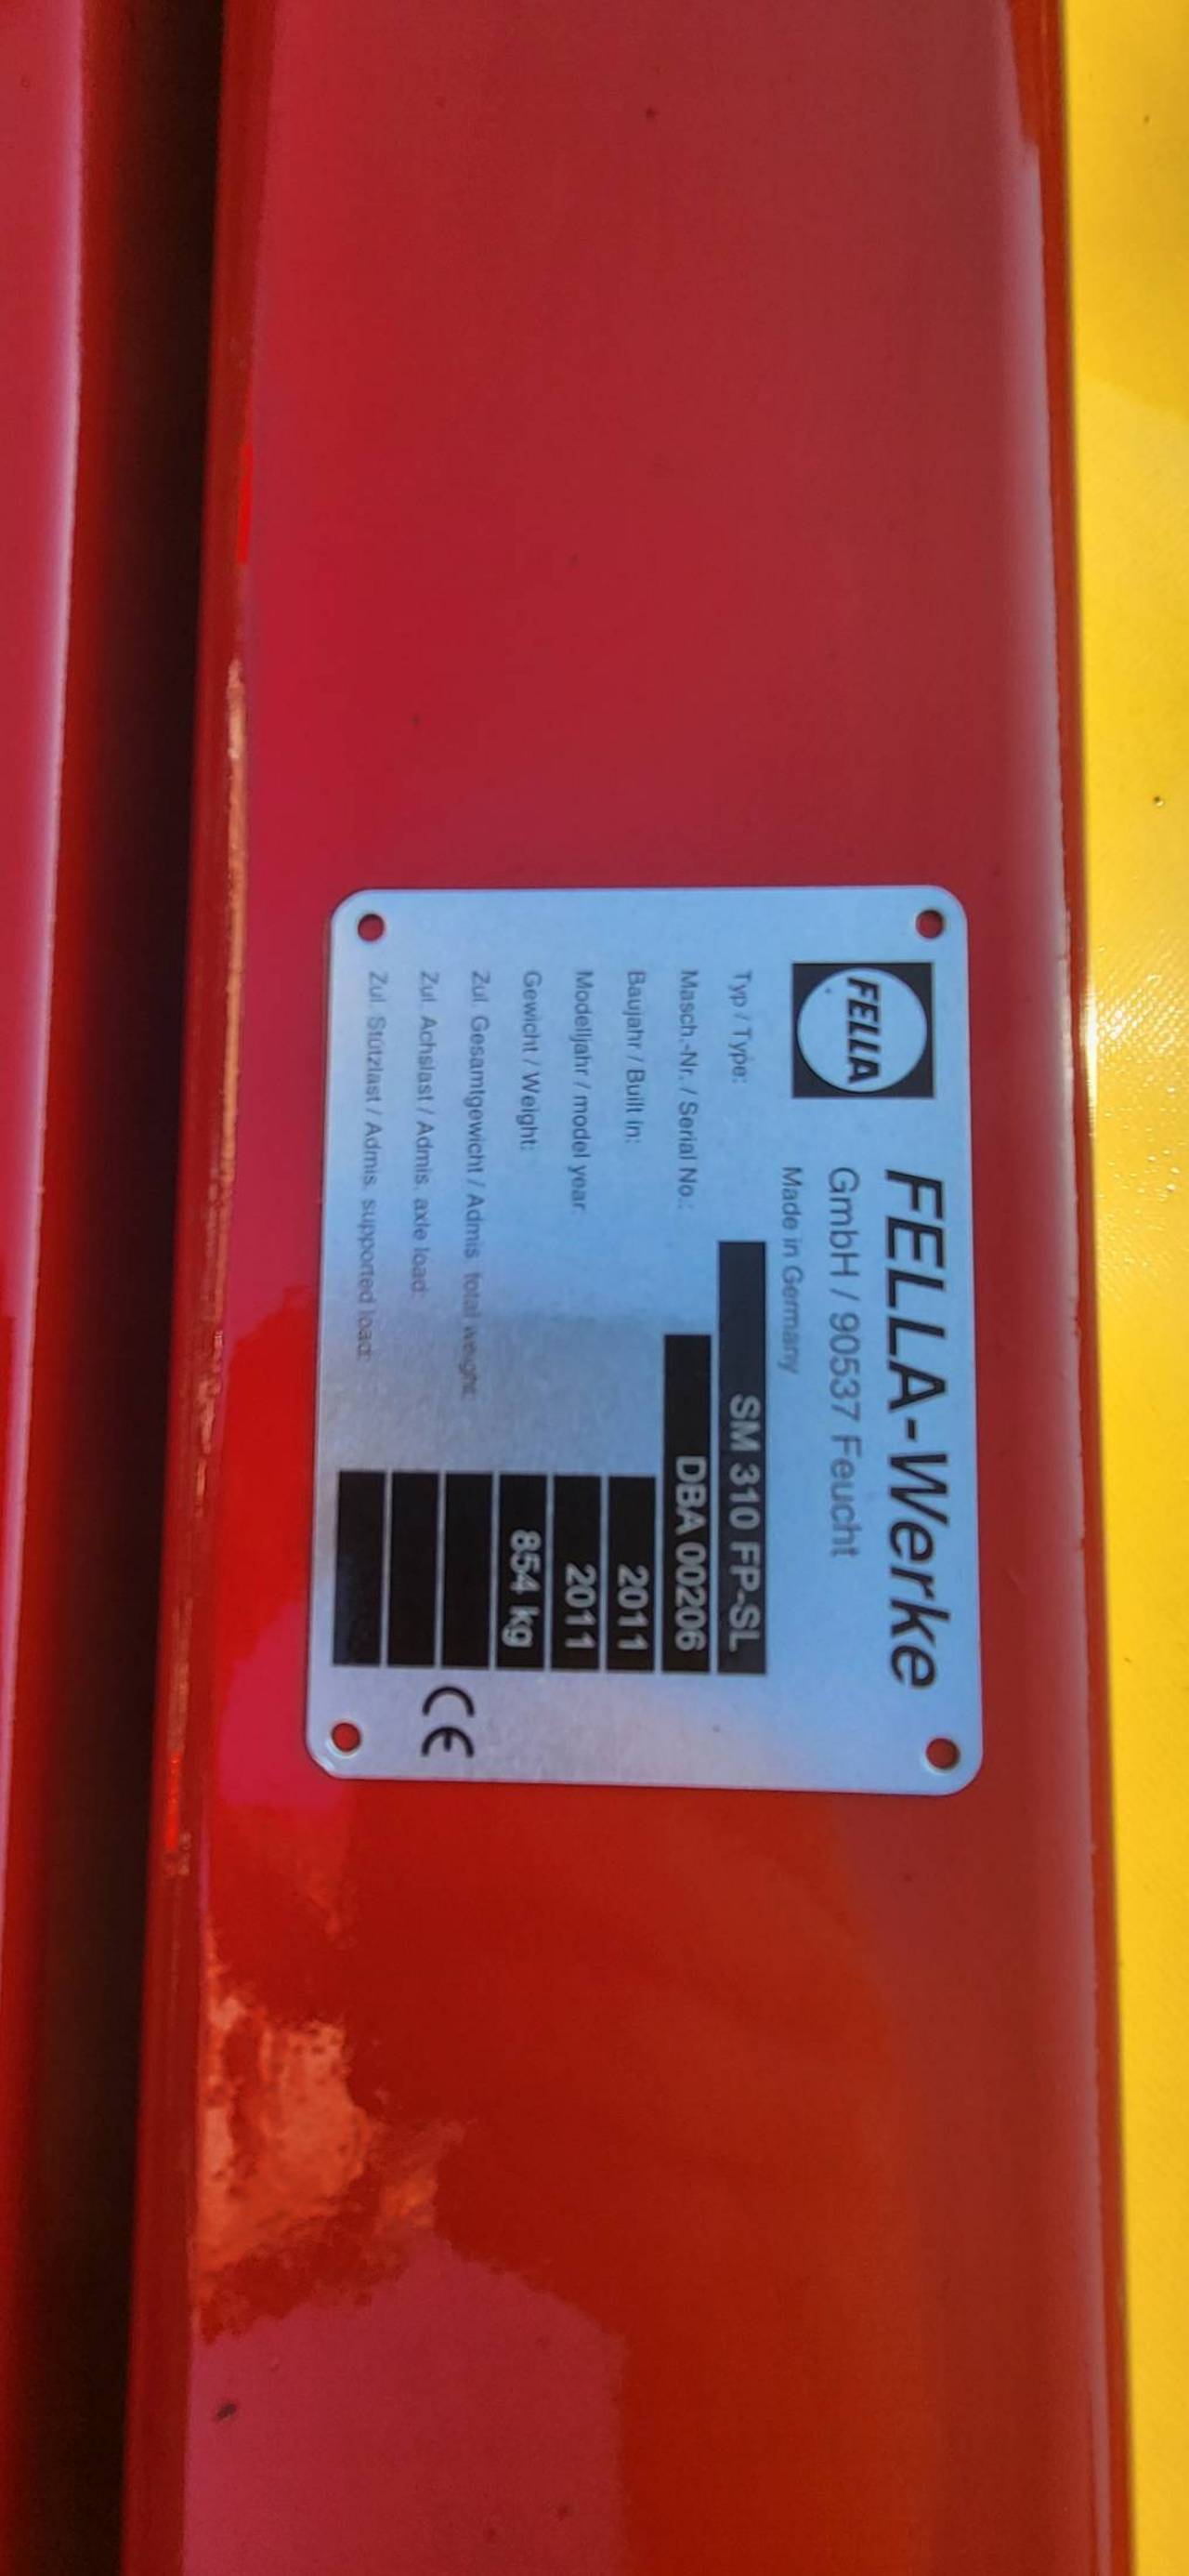 FELLA
FELLA-Werke
GmbH / 90537 Feucht
Made in Germany
Typ / Type: SM 310 FP-SL
Masch.-Nr. / Serial No.: DBA 00206
Baujahr / Built in: 2011
Modelljahr / model year: 2011
Gewicht / Weight: 854 kg
Zul. Gesamtgewicht / Admis. total weight:
Zul. Achslast / Admis. axle load:
Zul. Stützlast / Admis. supported load:
CE